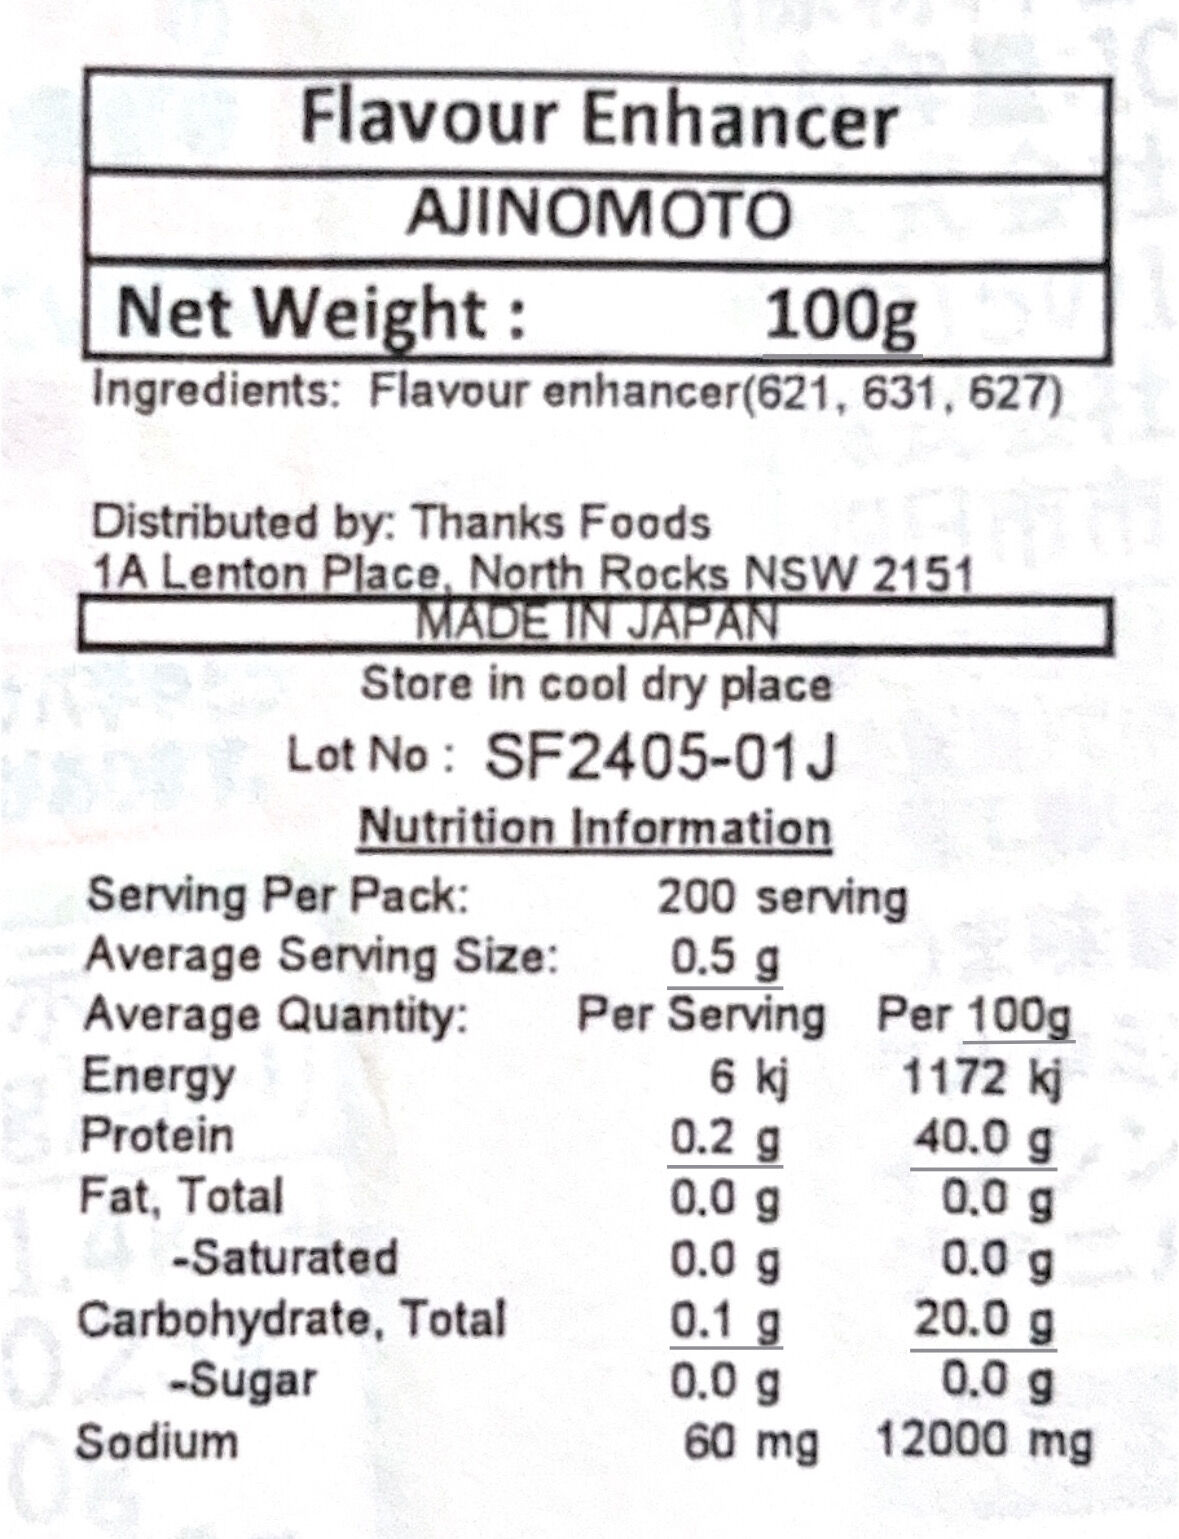 Flavour Enhancer
AJINOMOTO
Net Weight : 100g
Ingredients: Flavour enhancer(621, 631, 627)
Distributed by: Thanks Foods
1A Lenton Place, North Rocks NSW 2151
MADE IN JAPAN
Store in cool dry place
Lot No : SF2405-01J
Nutrition Information
Serving Per Pack: 200 serving
Average Serving Size: 0.5 g
Average Quantity: Per Serving Per 100g
Energy 6 kj 1172 kj
Protein 0.2 g 40.0 g
Fat, Total 0.0 g 0.0 g
-Saturated 0.0 g 0.0 g
Carbohydrate, Total 0.1 g 20.0 g
-Sugar 0.0 g 0.0 g
Sodium 60 mg 12000 mg